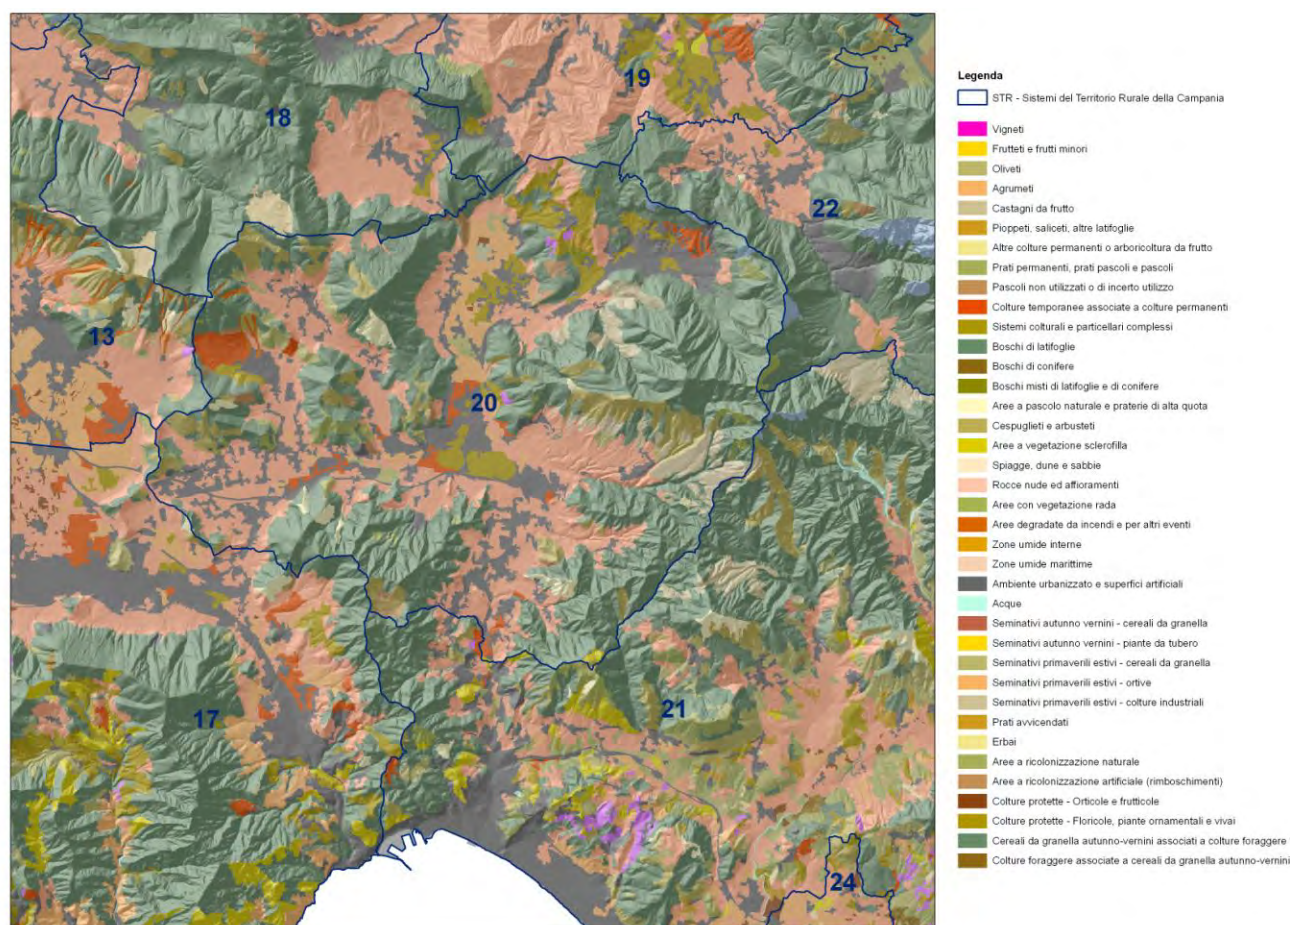 19
18
22
13
20
17
21
24
Legenda
STR - Sistemi del Territorio Rurale della Campania
Vigneti
Frutteti e frutti minori
Oliveti
Agrumeti
Castagni da frutto
Pioppeti, saliceti, altre latifoglie
Altre colture permanenti o arboricoltura da frutto
Prati permanenti, prati pascoli e pascoli
Pascoli non utilizzati o di incerto utilizzo
Colture temporanee associate a colture permanenti
Sistemi colturali e particellari complessi
Boschi di latifoglie
Boschi di conifere
Boschi misti di latifoglie e di conifere
Aree a pascolo naturale e praterie di alta quota
Cespuglieti e arbusteti
Aree a vegetazione sclerofilla
Spiagge, dune e sabbie
Rocce nude ed affioramenti
Aree con vegetazione rada
Aree degradate da incendi e per altri eventi
Zone umide interne
Zone umide marittime
Ambiente urbanizzato e superfici artificiali
Acque
Seminativi autunno vernini - cereali da granella
Seminativi autunno vernini - piante da tubero
Seminativi primaverili estivi - cereali da granella
Seminativi primaverili estivi - ortive
Seminativi primaverili estivi - colture industriali
Prati avvicendati
Erbai
Aree a ricolonizzazione naturale
Aree a ricolonizzazione artificiale (rimboschimenti)
Colture protette - Orticole e frutticole
Colture protette - Floricole, piante ornamentali e vivai
Cereali da granella autunno-vernini associati a colture foraggere
Colture foraggere associate a cereali da granella autunno-vernini